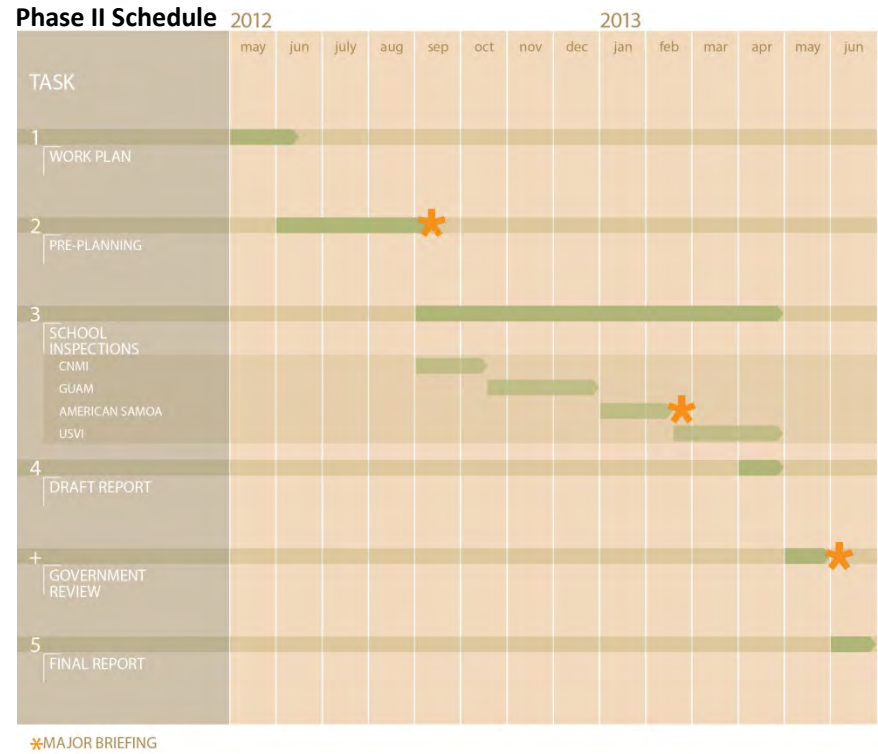 Phase II Schedule 2012 2013
may jun july aug sep oct nov dec jan feb mar apr may jun
TASK
1
WORK PLAN
2
PRE-PLANNING
3
SCHOOL
INSPECTIONS
CNMI
GUAM
AMERICAN SAMOA
USVI
4
DRAFT REPORT
+
GOVERNMENT
REVIEW
5
FINAL REPORT
*MAJOR BRIEFING